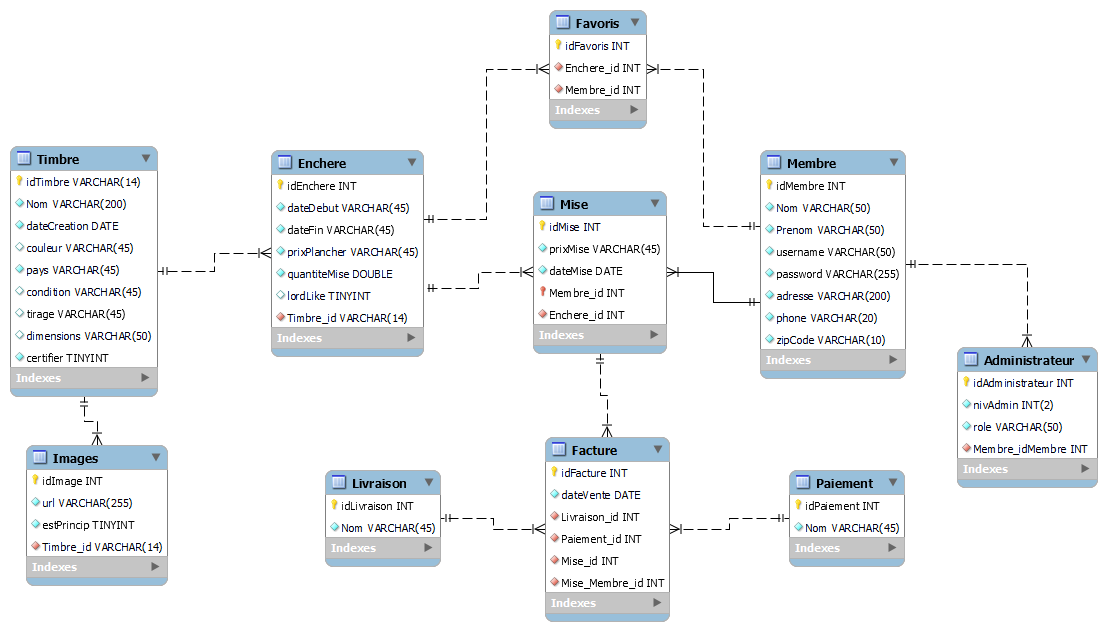 Favoris
idFavoris INT
Enchere_id INT
Membre_id INT
Indexes
Timbre
idTimbre VARCHAR(14)
Nom VARCHAR(200)
dateCreation DATE
couleur VARCHAR(45)
pays VARCHAR(45)
condition VARCHAR(45)
tirage VARCHAR(45)
dimensions VARCHAR(50)
certifier TINYINT
Indexes
Enchere
idEnchere INT
dateDebut VARCHAR(45)
dateFin VARCHAR(45)
prixPlancher VARCHAR(45)
quantiteMise DOUBLE
lordLike TINYINT
Timbre_id VARCHAR(14)
Indexes
Mise
idMise INT
prixMise VARCHAR(45)
dateMise DATE
Membre_id INT
Enchere_id INT
Indexes
Membre
idMembre INT
Nom VARCHAR(50)
Prenom VARCHAR(50)
username VARCHAR(50)
password VARCHAR(255)
adresse VARCHAR(200)
phone VARCHAR(20)
zipCode VARCHAR(10)
Indexes
Administrateur
idAdministrateur INT
nivAdmin INT(2)
role VARCHAR(50)
Membre_idMembre INT
Indexes
Images
idImage INT
url VARCHAR(255)
estPrincip TINYINT
Timbre_id VARCHAR(14)
Indexes
Livraison
idLivraison INT
Nom VARCHAR(45)
Indexes
Facture
idFacture INT
dateVente DATE
Livraison_id INT
Paiement_id INT
Mise_id INT
Mise_Membre_id INT
Indexes
Paiement
idPaiement INT
Nom VARCHAR(45)
Indexes